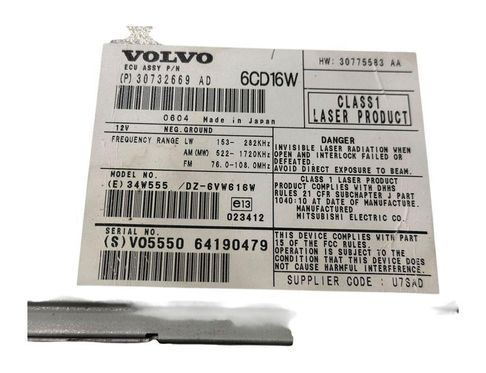 VOLVO
ECU ASSY P/N
(P) 30732669 AD
6CD16W
HW: 30775583 AA
CLASS1
LASER PRODUCT
0604 Made in Japan
12V NEG.GROUND
FREQUENCY RANGE LW 153- 282KHz
AM(MW) 522-1720KHz
FM 76.0-108.0MHz
MODEL NO.
(E) 34W555 /DZ-6VW616W
e13
023412
SERIAL NO.
(S) VO5550 64190479
DANGER
INVISIBLE LASER RADIATION WHEN
OPEN AND INTERLOCK FAILED OR
DEFEATED.
AVOID DIRECT EXPOSURE TO BEAM.
CLASS 1 LASER PRODUCT
THIS PRODUCT COMPLIES WITH DHHS
RULES 21 CFR SUBCHAPTER J PART
1040:10 AT DATE OF MANUFACTURE.
MANUFACTURED:
MITSUBISHI ELECTRIC CO.
THIS DEVICE COMPLIES WITH PART
15 OF THE FCC RULES.
OPERATION IS SUBJECT TO THE
CONDITION THAT THIS DEVICE DOES
NOT CAUSE HARMFUL INTERFERENCE.
SUPPLIER CODE : U7SAD